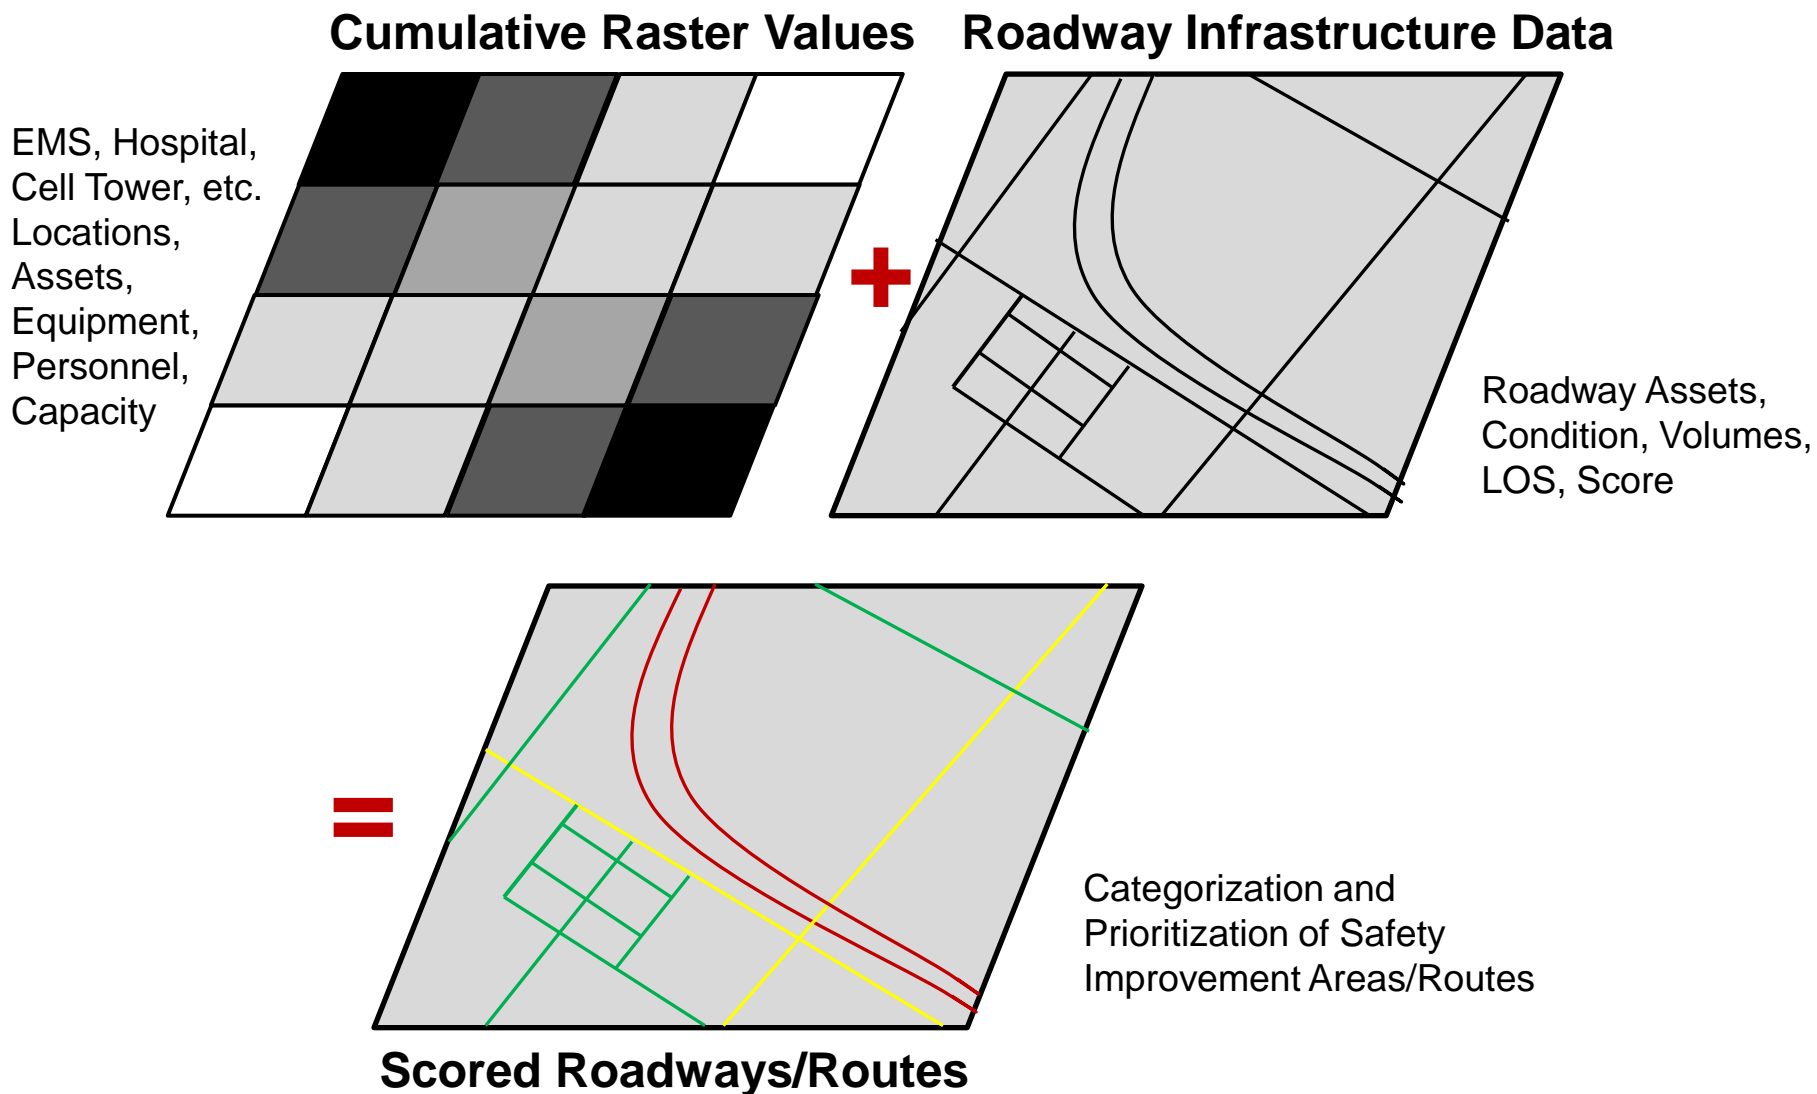 Cumulative Raster Values
Roadway Infrastructure Data
EMS, Hospital,
Cell Tower, etc.
Locations,
Assets,
Equipment,
Personnel,
Capacity
+
Roadway Assets,
Condition, Volumes,
LOS, Score
=
Categorization and
Prioritization of Safety
Improvement Areas/Routes
Scored Roadways/Routes